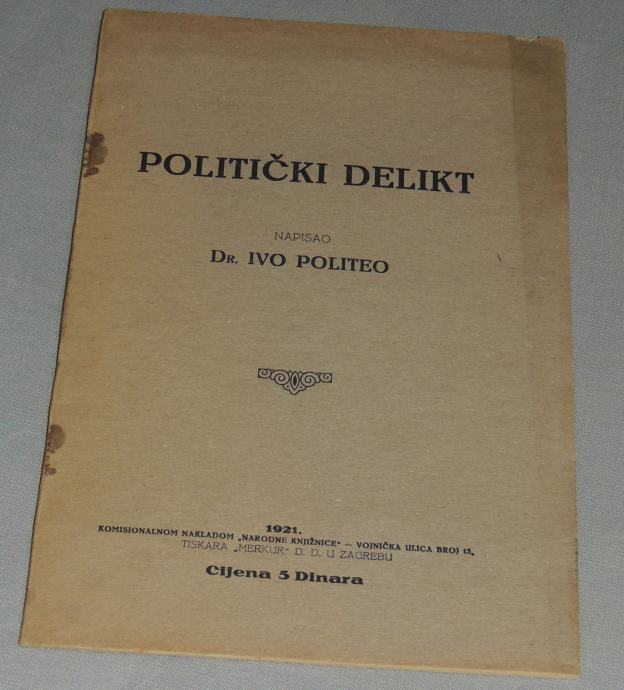 POLITIČKI DELIKT
NAPISAO
DR. IVO POLITEO
1921.
KOMISIONALNOM NAKLADOM „NARODNE KNJIŽNICE“ — VOJNIČKA ULICA BROJ 13.
TISKARA „MERKUR“ D. D. U ZAGREBU
Cijena 5 Dinara